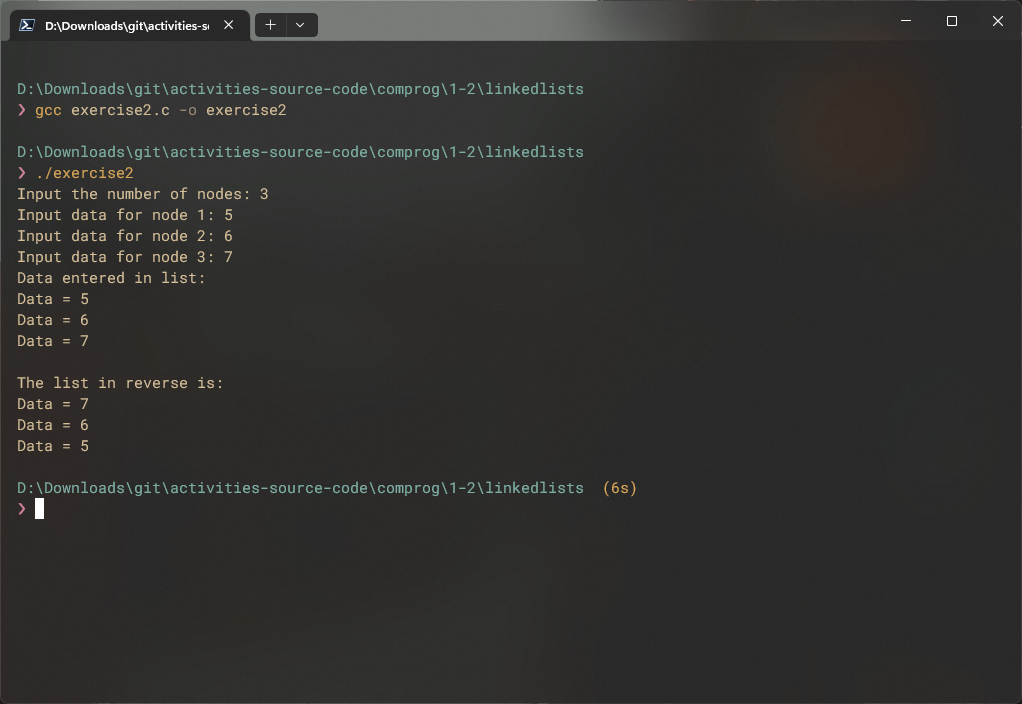 D:\Downloads\git\activities-s
D:\Downloads\git\activities-source-code\comprog\1-2\linkedlists
❯ gcc exercise2.c -o exercise2
D:\Downloads\git\activities-source-code\comprog\1-2\linkedlists
❯ ./exercise2
Input the number of nodes: 3
Input data for node 1: 5
Input data for node 2: 6
Input data for node 3: 7
Data entered in list:
Data = 5
Data = 6
Data = 7
The list in reverse is:
Data = 7
Data = 6
Data = 5
D:\Downloads\git\activities-source-code\comprog\1-2\linkedlists (6s)
❯